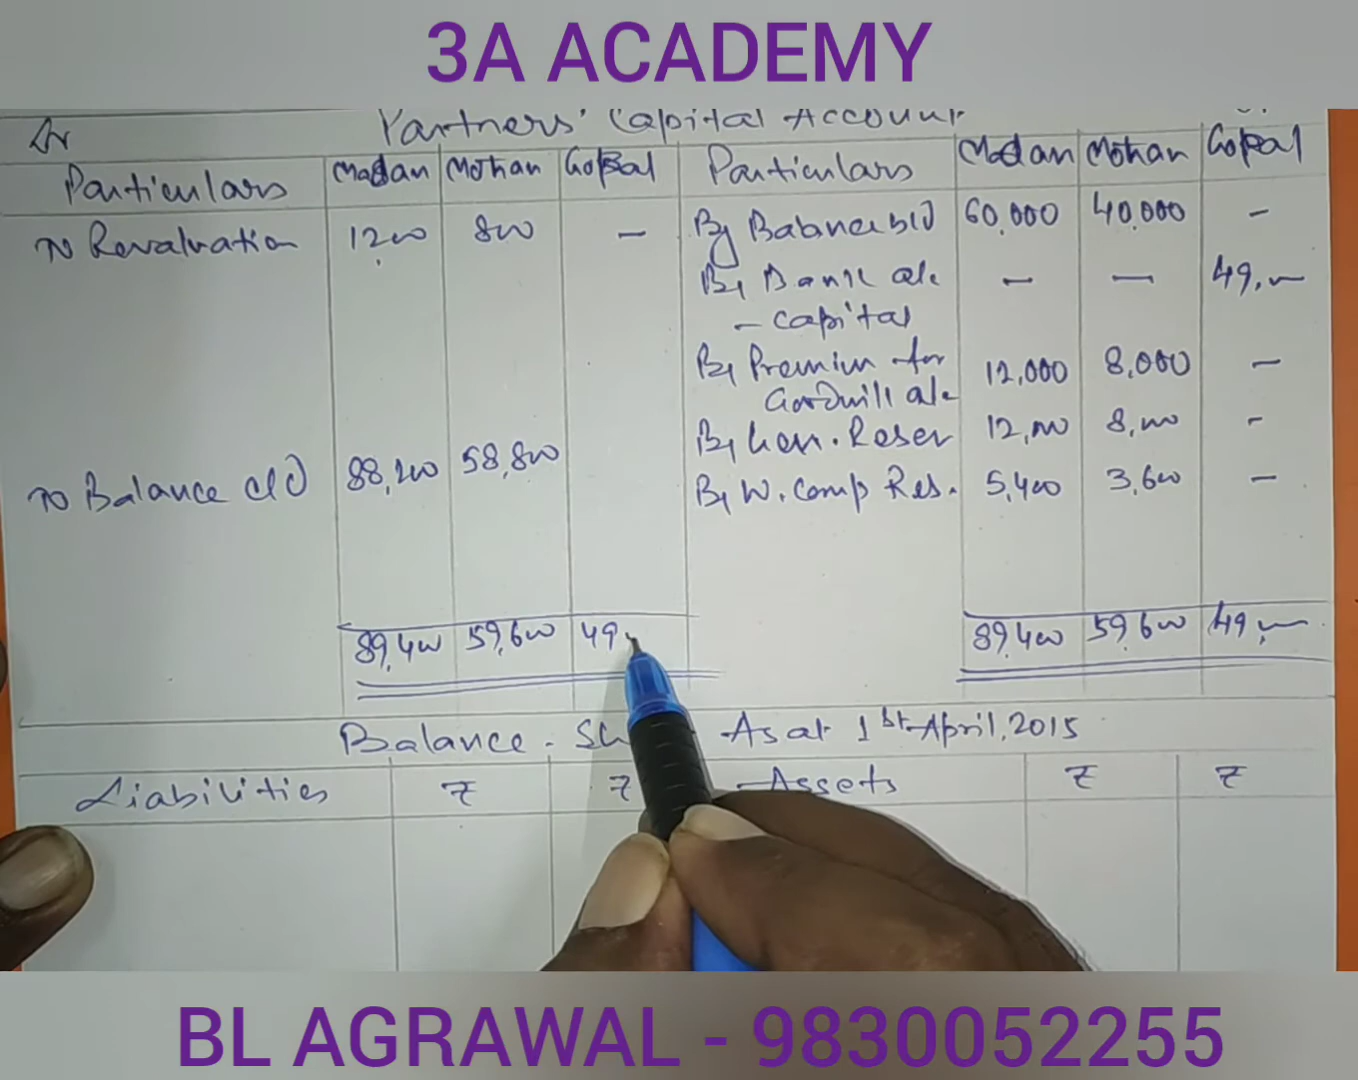 3A ACADEMY
Dr Partners' Capital Account Cr.
Particulars Madan Mohan Gopal Particulars Madan Mohan Gopal
To Revaluation 1200 800 — By Balance b/d 60,000 40,000 —
By Bank a/c — — 49,—
- Capital
By Premium for 12,000 8,000 —
Goodwill a/c
By Gen. Reser 12,000 8,000 -
To Balance c/d 88,200 58,800 By W. Comp Res. 5,400 3,600 —
89,400 59,600 49, 89,400 59,600 49,—
Balance - Sh As at 1st April, 2015
Liabilities ₹ ₹ Assets ₹ ₹
BL AGRAWAL - 9830052255